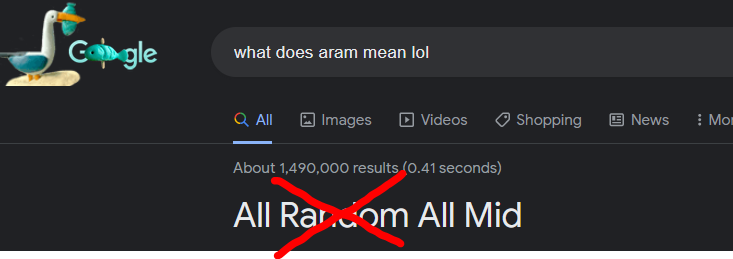 Google
what does aram mean lol
All Images Videos Shopping News Mo
About 1,490,000 results (0.41 seconds)
All Random All Mid